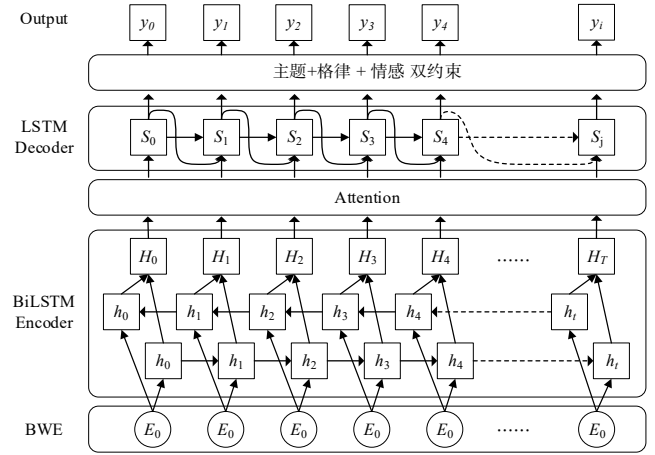 Output y0 y1 y2 y3 y4 yi
主题+格律 + 情感 双约束
LSTM
Decoder
S0 S1 S2 S3 S4 Sj
Attention
H0 H1 H2 H3 H4 ...... HT
BiLSTM
Encoder
h0 h1 h2 h3 h4 ht
h0 h1 h2 h3 h4 ht
BWE E0 E0 E0 E0 E0 ...... E0